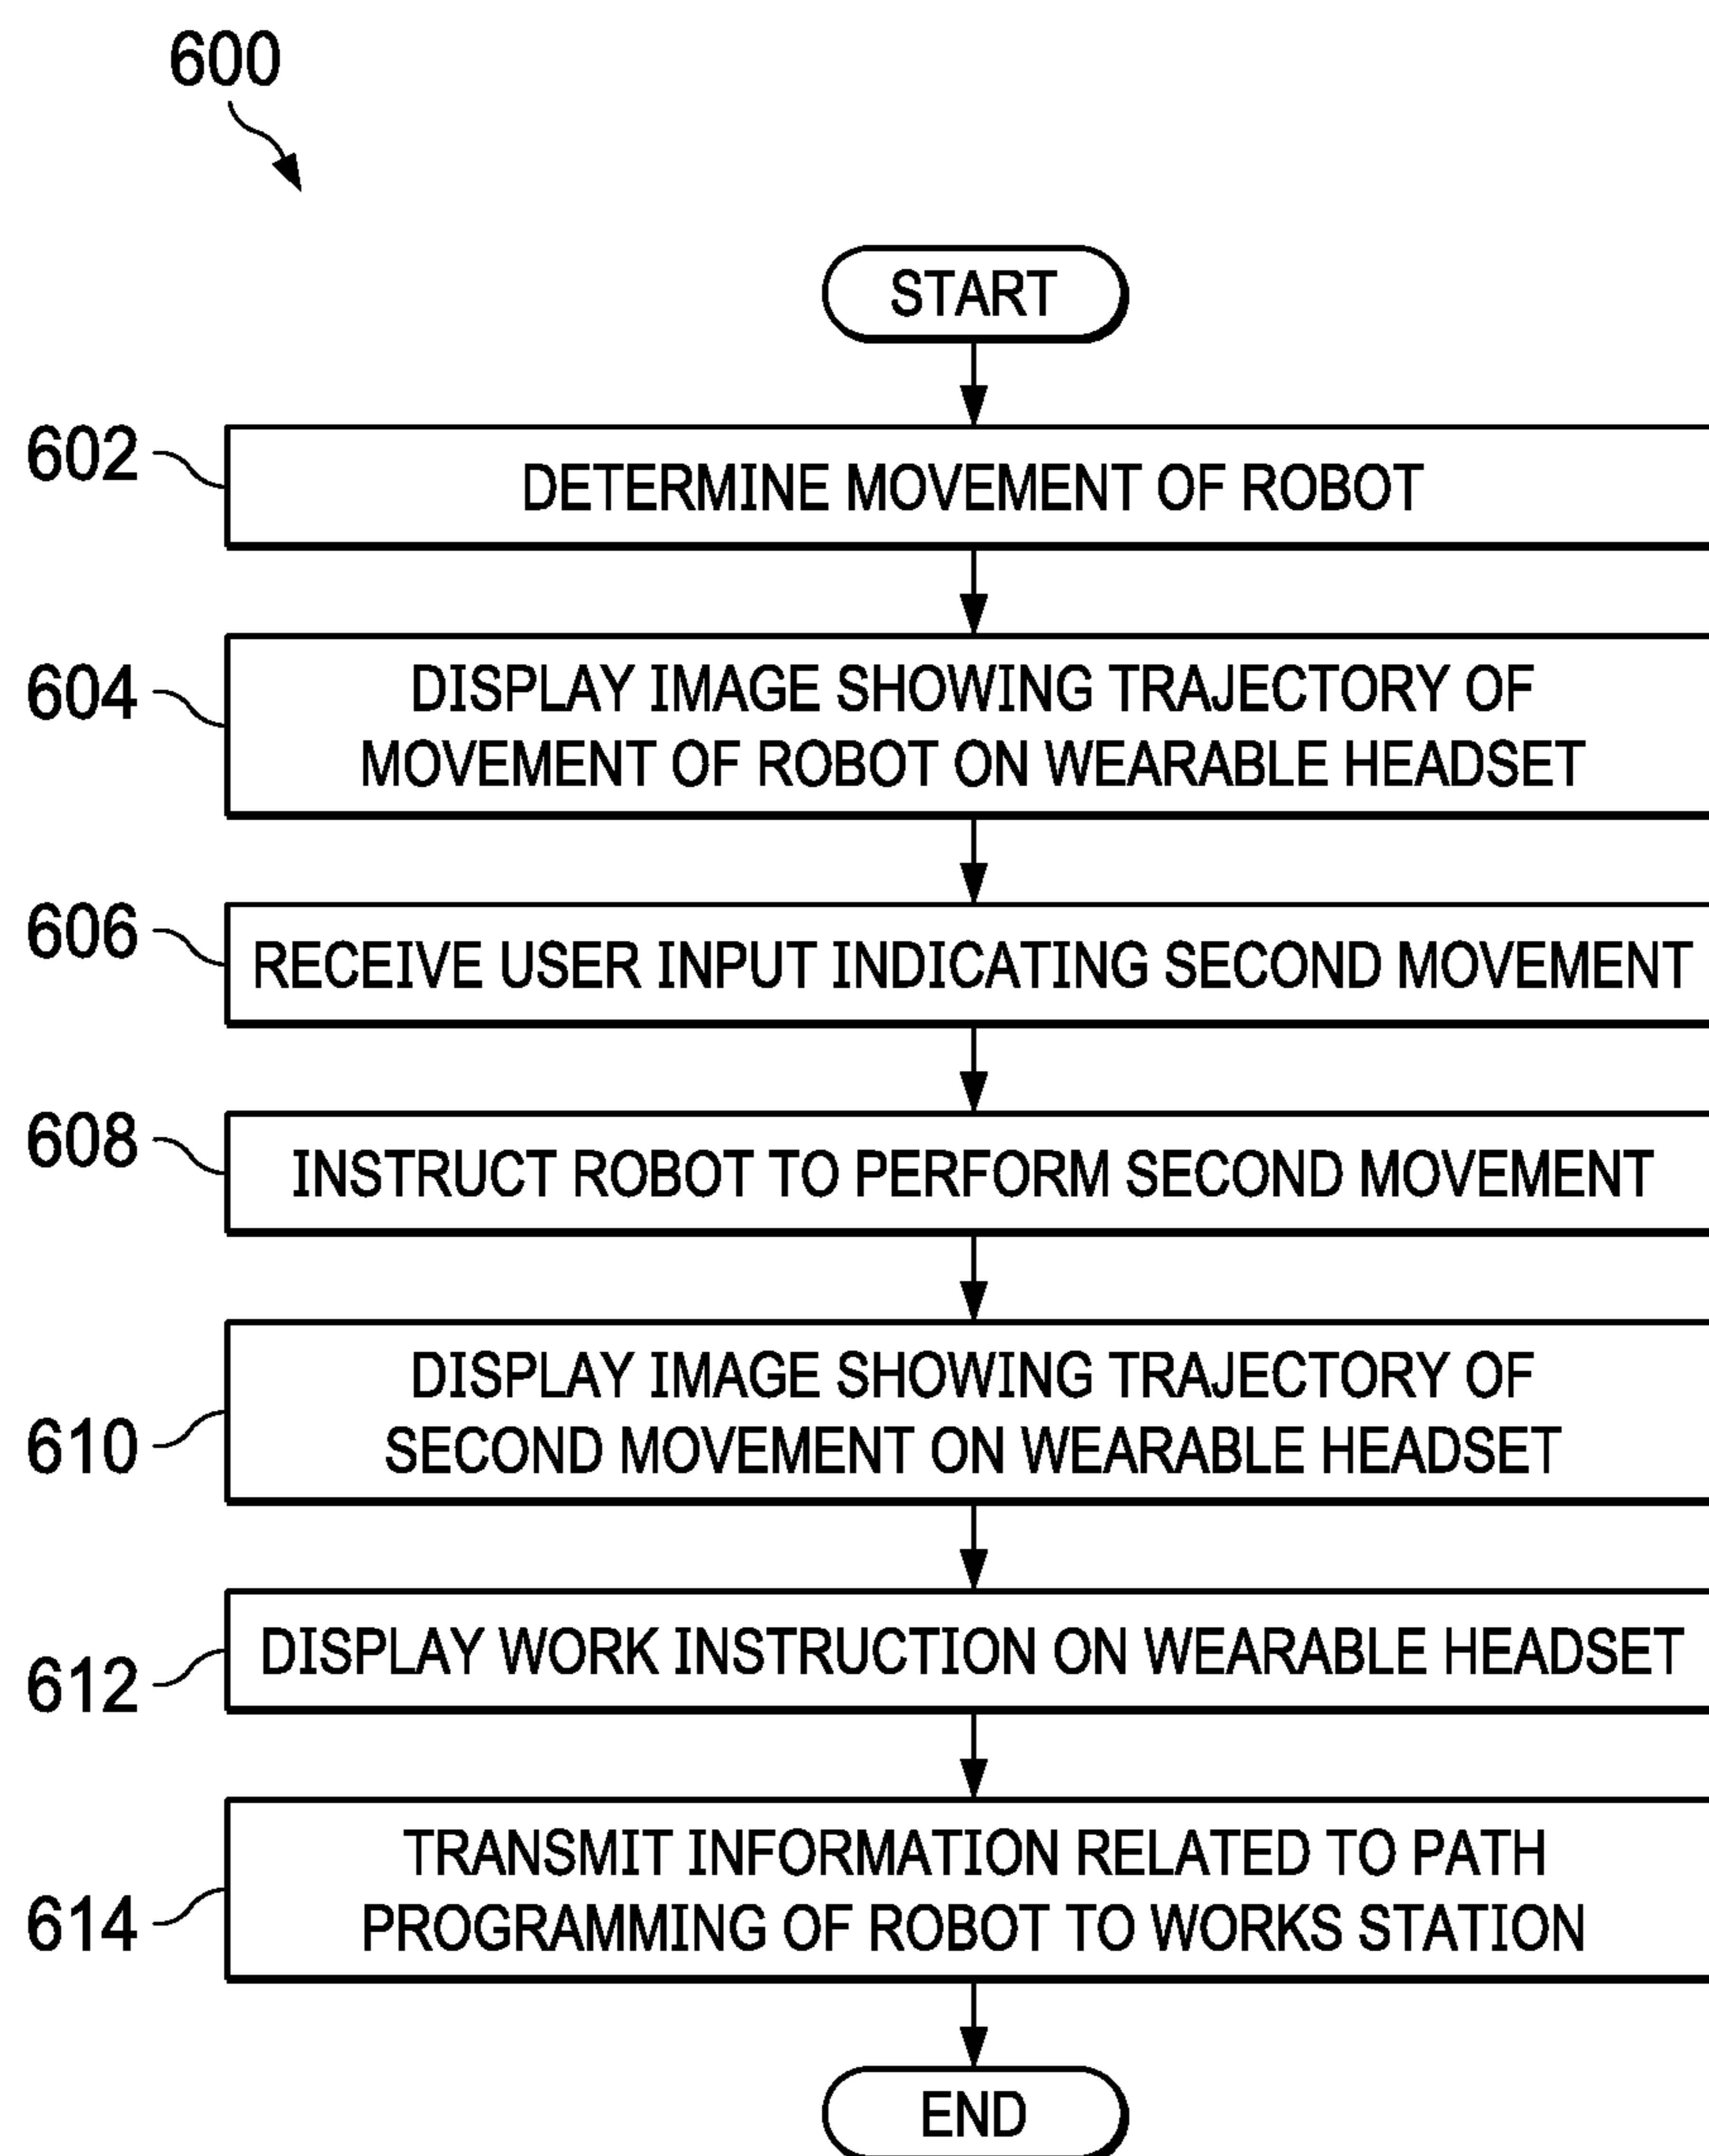 600
START
602
DETERMINE MOVEMENT OF ROBOT
604
DISPLAY IMAGE SHOWING TRAJECTORY OF
MOVEMENT OF ROBOT ON WEARABLE HEADSET
606
RECEIVE USER INPUT INDICATING SECOND MOVEMENT
608
INSTRUCT ROBOT TO PERFORM SECOND MOVEMENT
610
DISPLAY IMAGE SHOWING TRAJECTORY OF
SECOND MOVEMENT ON WEARABLE HEADSET
612
DISPLAY WORK INSTRUCTION ON WEARABLE HEADSET
614
TRANSMIT INFORMATION RELATED TO PATH
PROGRAMMING OF ROBOT TO WORKS STATION
END